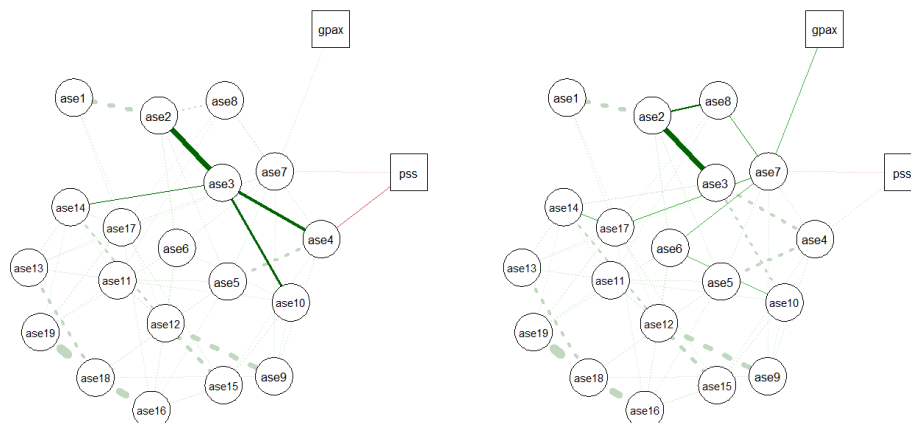 gpax
ase1
ase8
ase2
ase7
pss
ase3
ase14
ase17
ase4
ase6
ase13
ase11
ase5
ase10
ase12
ase19
ase18
ase9
ase15
ase16
gpax
ase1
ase8
ase2
ase7
pss
ase3
ase14
ase17
ase4
ase6
ase13
ase11
ase5
ase10
ase12
ase19
ase18
ase9
ase15
ase16